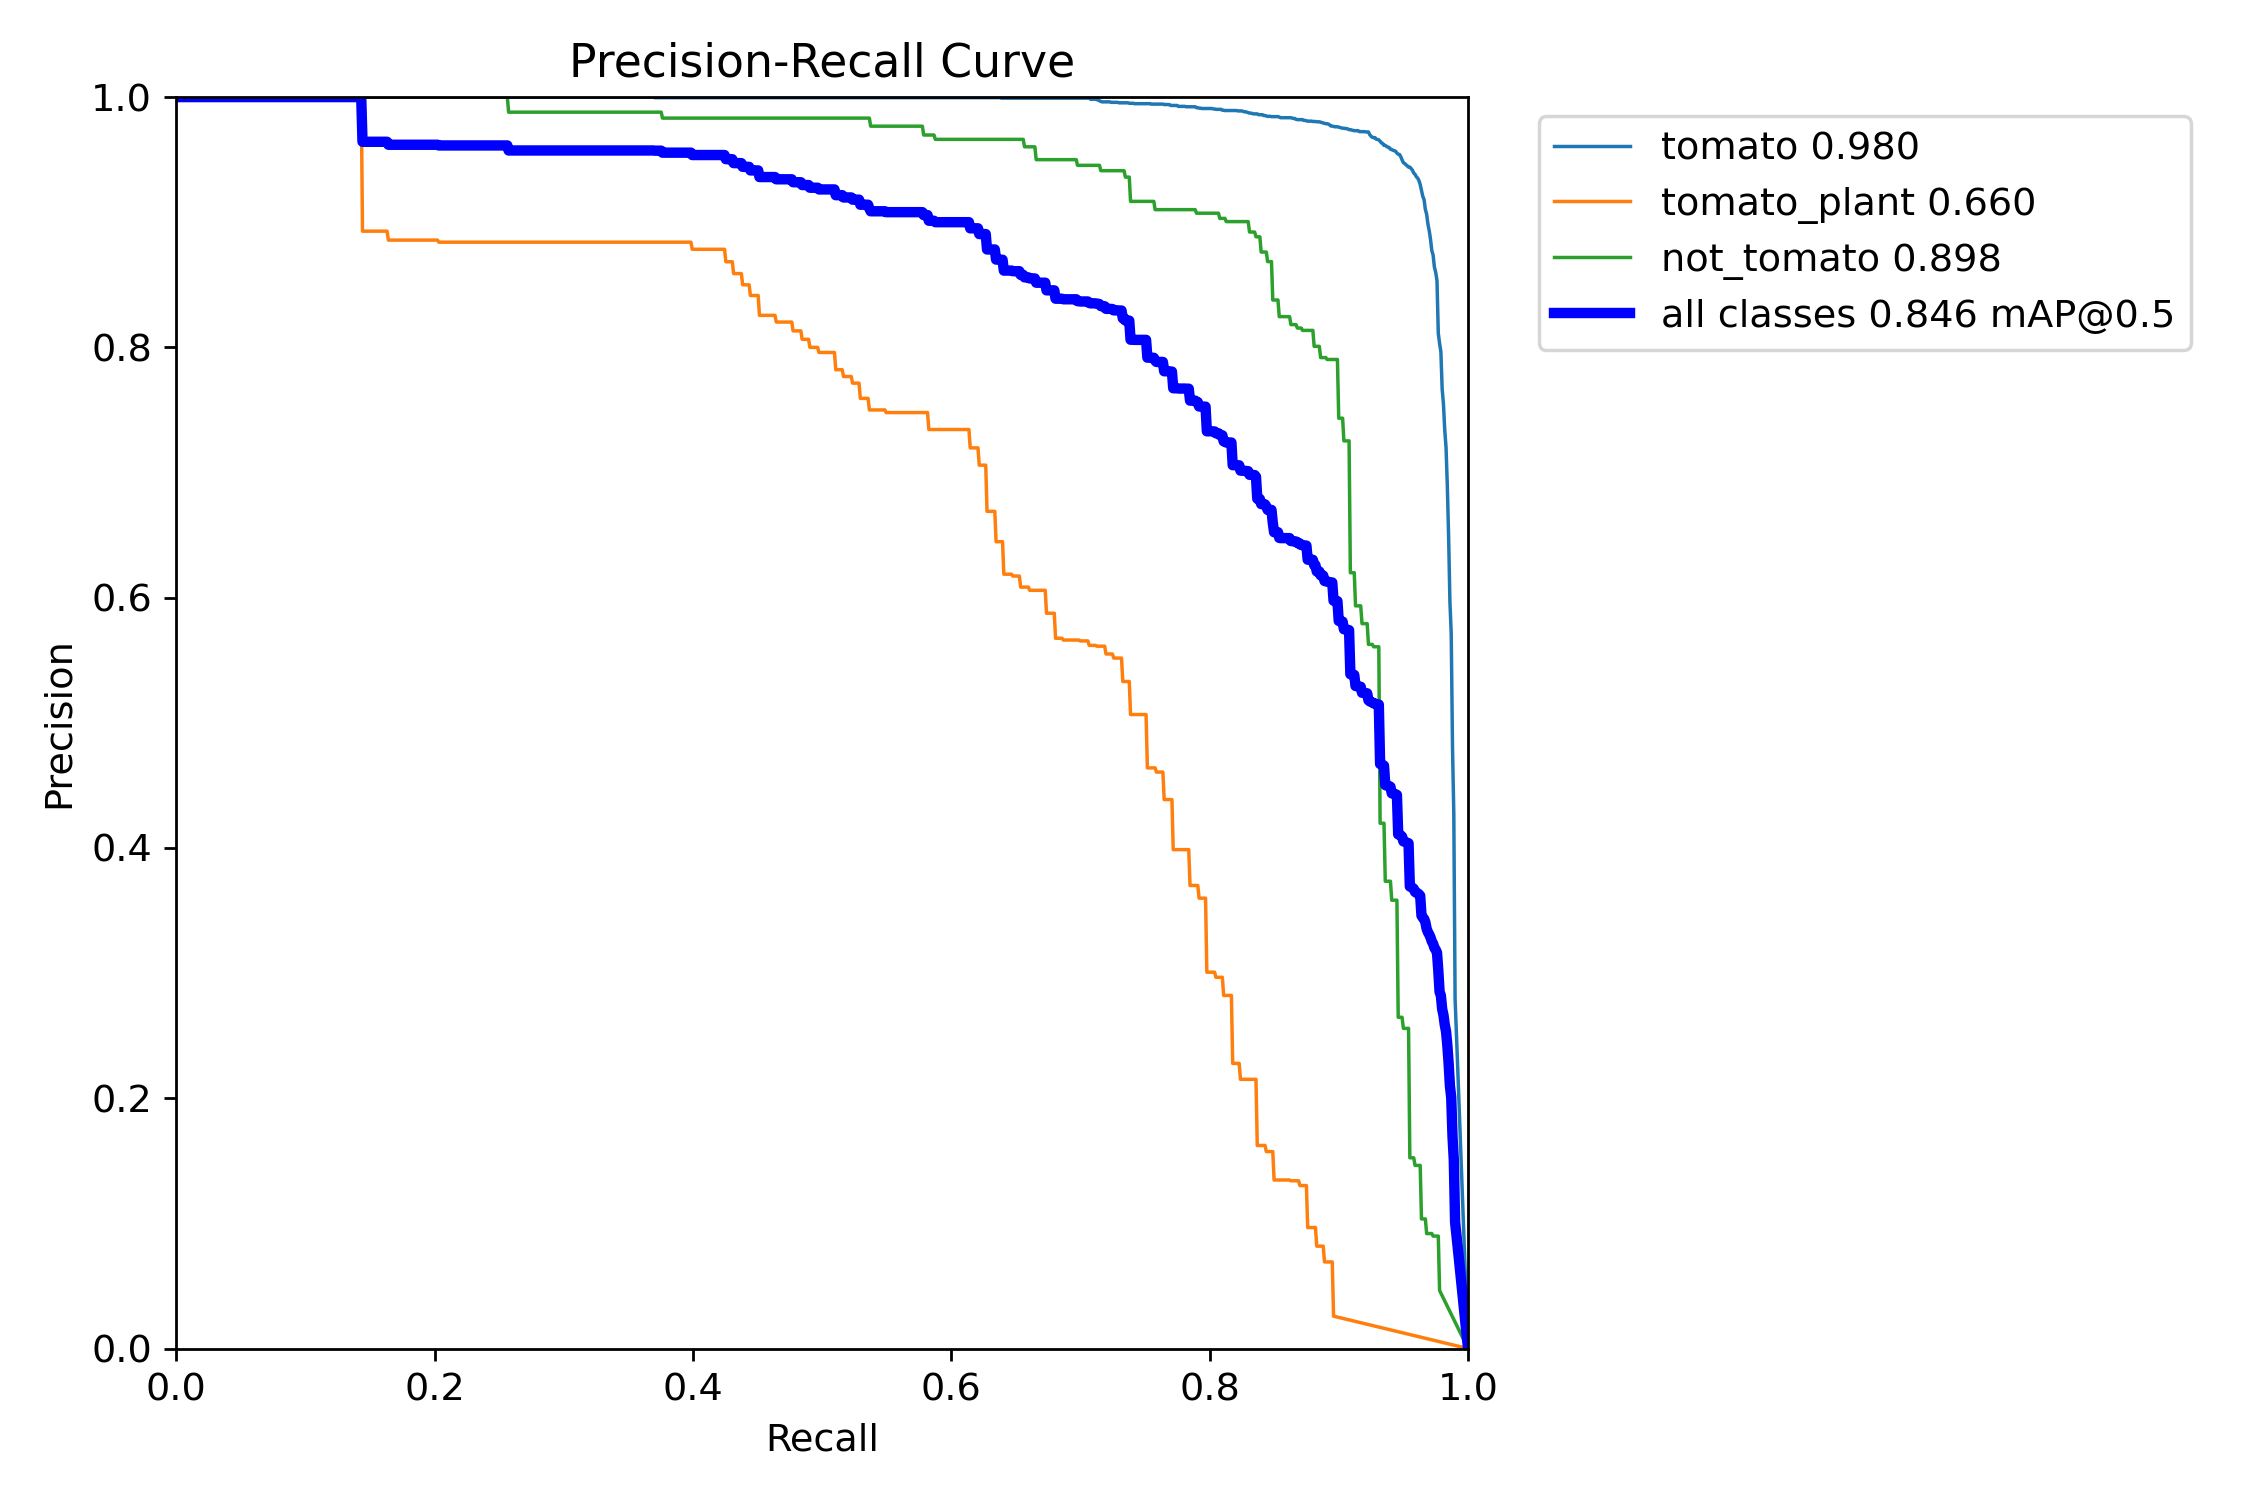 Precision-Recall Curve
1.0
0.8
0.6
0.4
0.2
0.0
Precision
0.0 0.2 0.4 0.6 0.8 1.0
Recall
tomato 0.980
tomato_plant 0.660
not_tomato 0.898
all classes 0.846 mAP@0.5